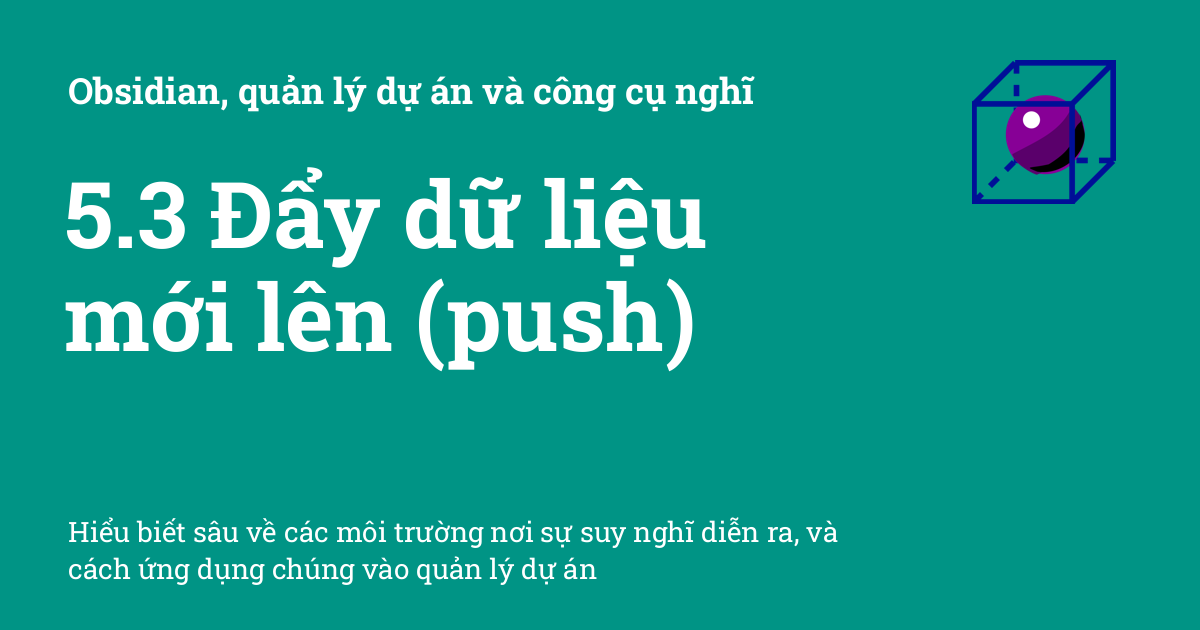 Obsidian, quản lý dự án và công cụ nghĩ
5.3 Đẩy dữ liệu
mới lên (push)
Hiểu biết sâu về các môi trường nơi sự suy nghĩ diễn ra, và
cách ứng dụng chúng vào quản lý dự án